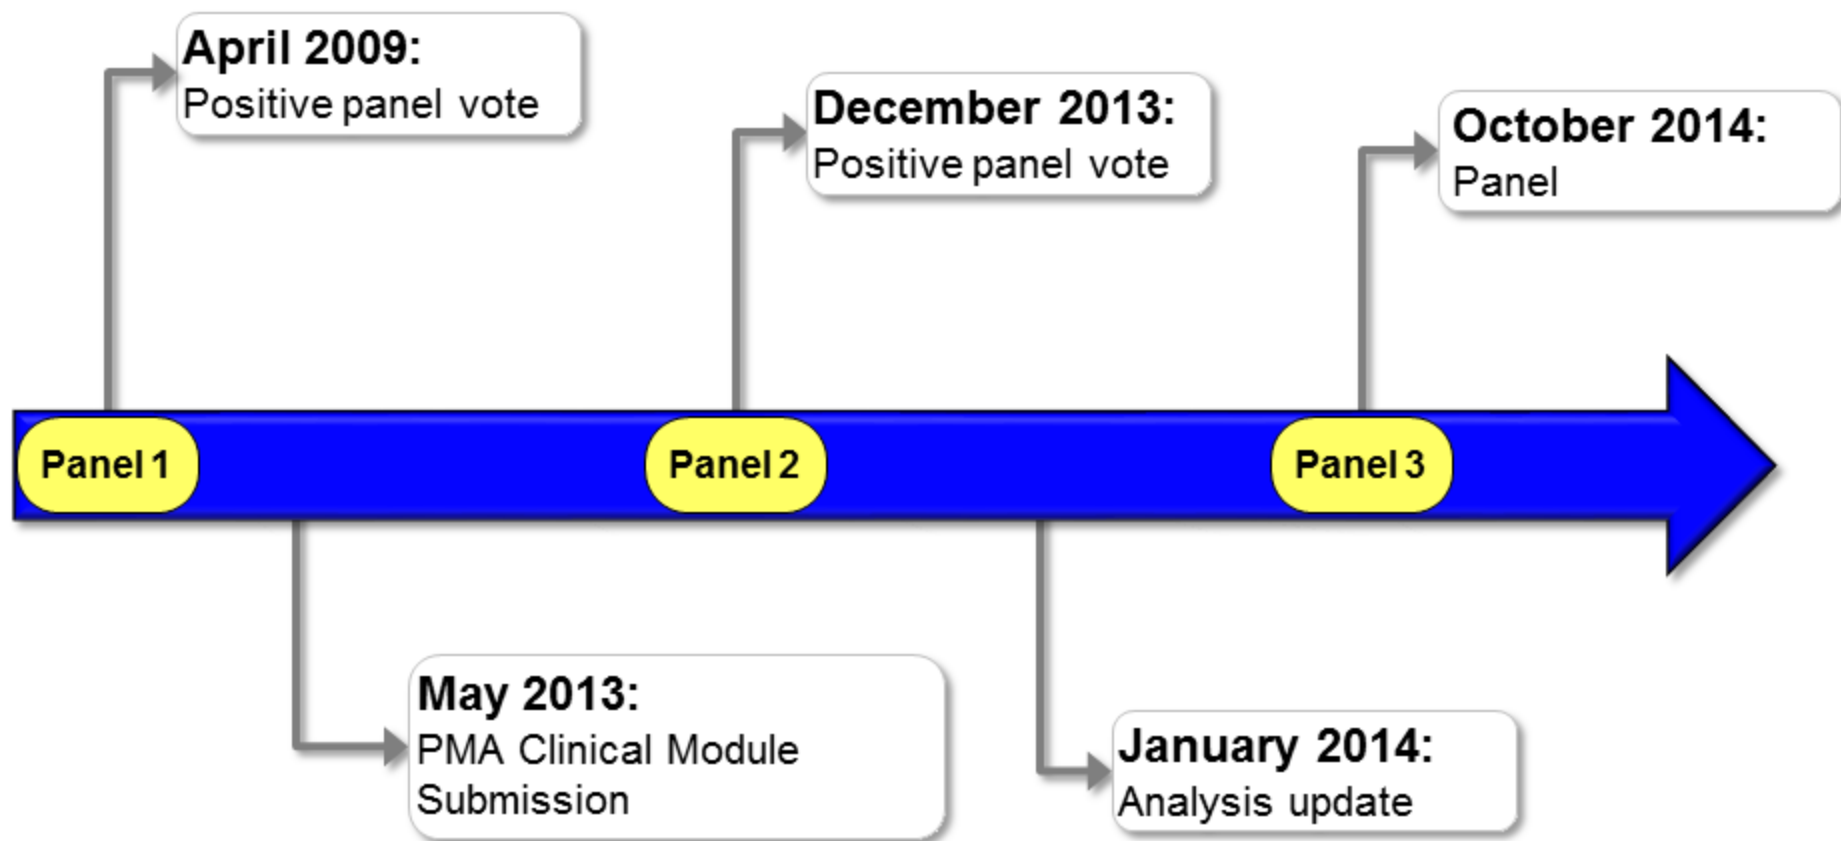 April 2009:
Positive panel vote
December 2013:
Positive panel vote
October 2014:
Panel
Panel 1
Panel 2
Panel 3
May 2013:
PMA Clinical Module
Submission
January 2014:
Analysis update